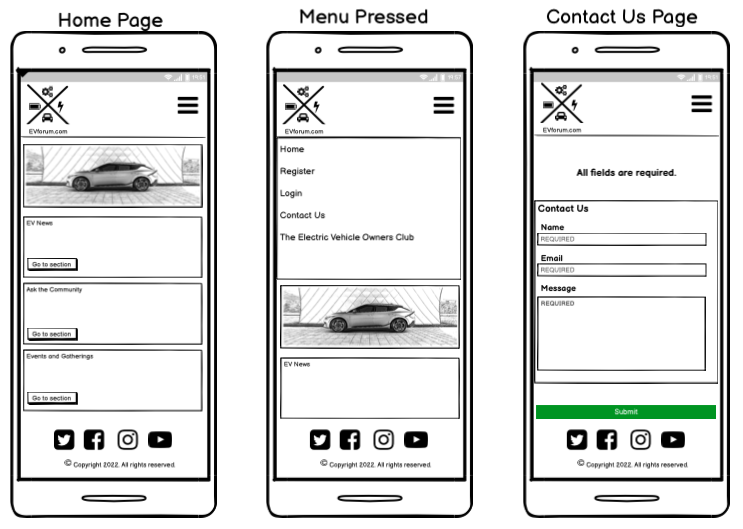 Home Page
EVforum.com
EV News
Go to section
Ask the Community
Go to section
Events and Gatherings
Go to section
© Copyright 2022. All rights reserved.
Menu Pressed
11:57
EVforum.com
Home
Register
Login
Contact Us
The Electric Vehicle Owners Club
EV News
© Copyright 2022. All rights reserved.
Contact Us Page
EVforum.com
All fields are required.
Contact Us
Name
REQUIRED
Email
REQUIRED
Message
REQUIRED
Submit
© Copyright 2022. All rights reserved.